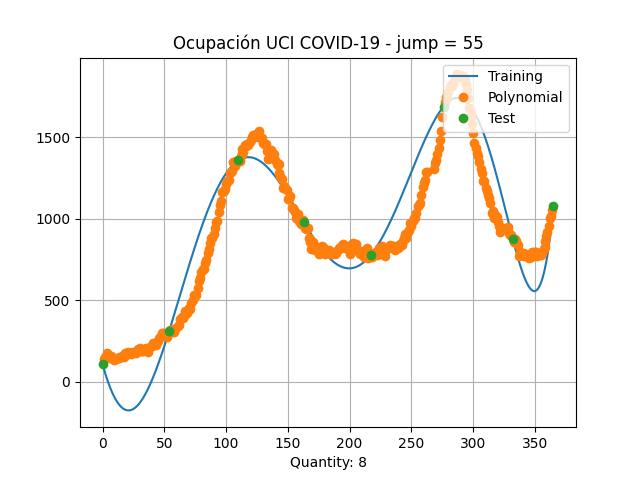 Ocupación UCI COVID-19 - jump = 55
Training
Polynomial
Test
1500
1000
500
0
0 50 100 150 200 250 300 350
Quantity: 8